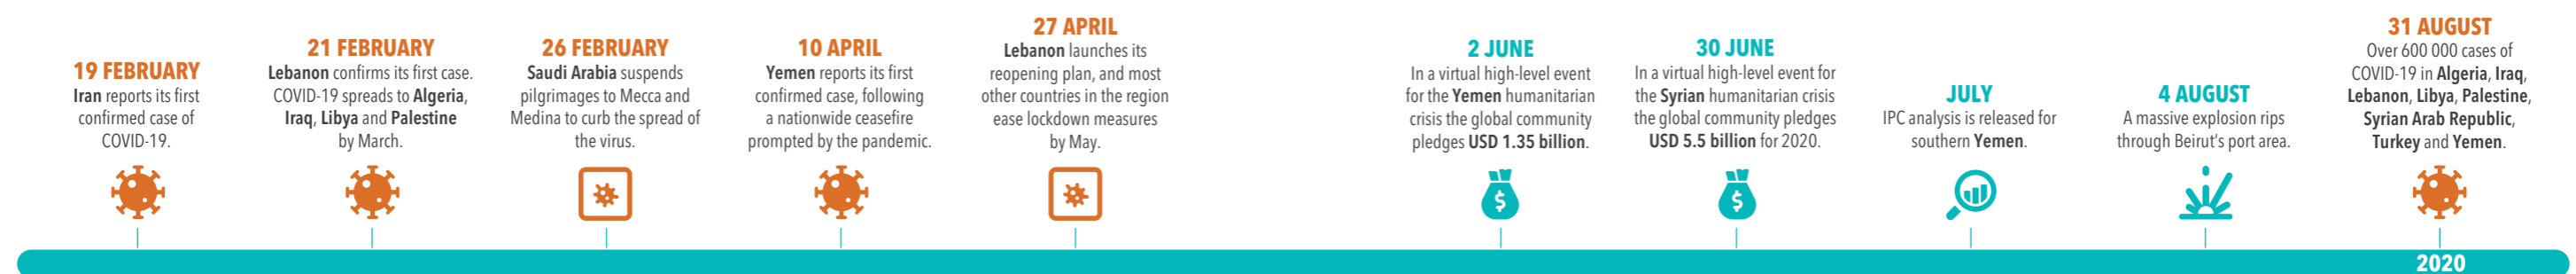 19 FEBRUARY
Iran reports its first
confirmed case of
COVID-19.
21 FEBRUARY
Lebanon confirms its first case.
COVID-19 spreads to Algeria,
Iraq, Libya and Palestine
by March.
26 FEBRUARY
Saudi Arabia suspends
pilgrimages to Mecca and
Medina to curb the spread of
the virus.
10 APRIL
Yemen reports its first
confirmed case, following
a nationwide ceasefire
prompted by the pandemic.
27 APRIL
Lebanon launches its
reopening plan, and most
other countries in the region
ease lockdown measures
by May.
2 JUNE
In a virtual high-level event
for the Yemen humanitarian
crisis the global community
pledges USD 1.35 billion.
30 JUNE
In a virtual high-level event for
the Syrian humanitarian crisis
the global community pledges
USD 5.5 billion for 2020.
JULY
IPC analysis is released for
southern Yemen.
4 AUGUST
A massive explosion rips
through Beirut's port area.
31 AUGUST
Over 600 000 cases of
COVID-19 in Algeria, Iraq,
Lebanon, Libya, Palestine,
Syrian Arab Republic,
Turkey and Yemen.
2020